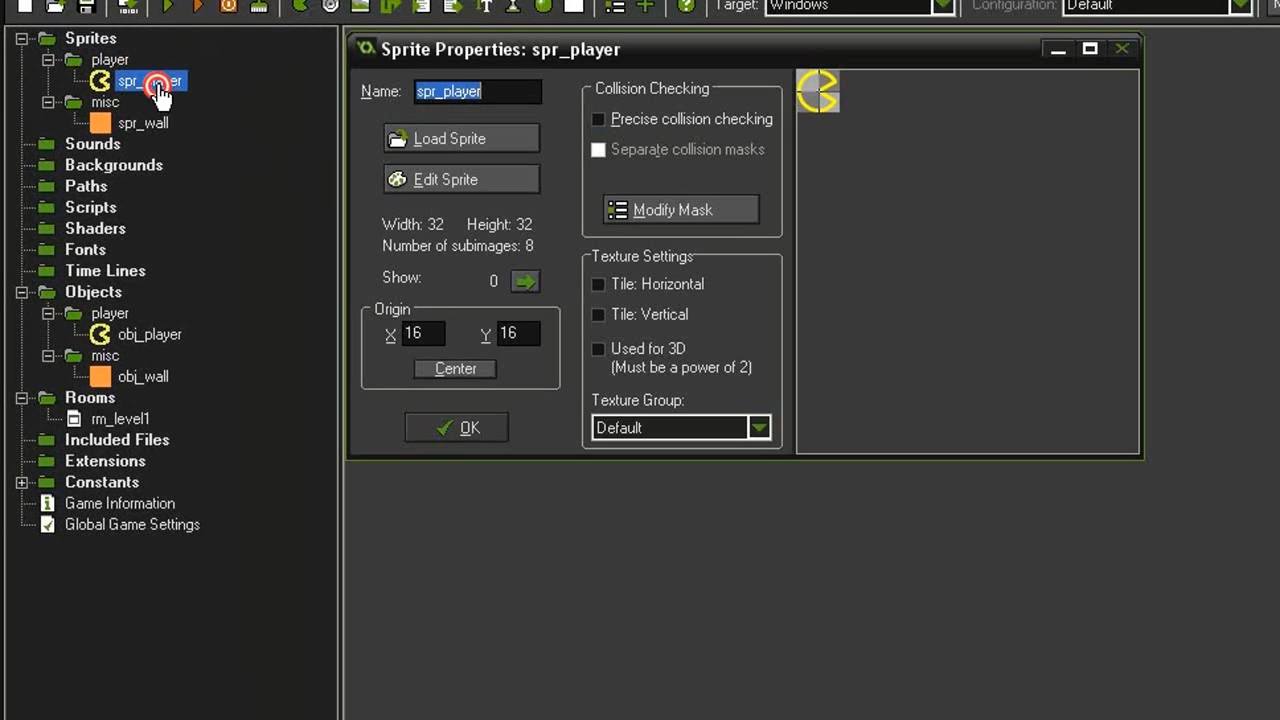 Target: Windows
Configuration: Default
Sprites
player
misc
spr_wall
Sounds
Backgrounds
Paths
Scripts
Shaders
Fonts
Time Lines
Objects
player
obj_player
misc
obj_wall
Rooms
rm_level1
Included Files
Extensions
Constants
Game Information
Global Game Settings
Sprite Properties: spr_player
Name: spr_player
Load Sprite
Edit Sprite
Width: 32 Height: 32
Number of subimages: 8
Show: 0
Origin
X 16 Y 16
Center
OK
Collision Checking
Precise collision checking
Separate collision masks
Modify Mask
Texture Settings
Tile: Horizontal
Tile: Vertical
Used for 3D
(Must be a power of 2)
Texture Group:
Default